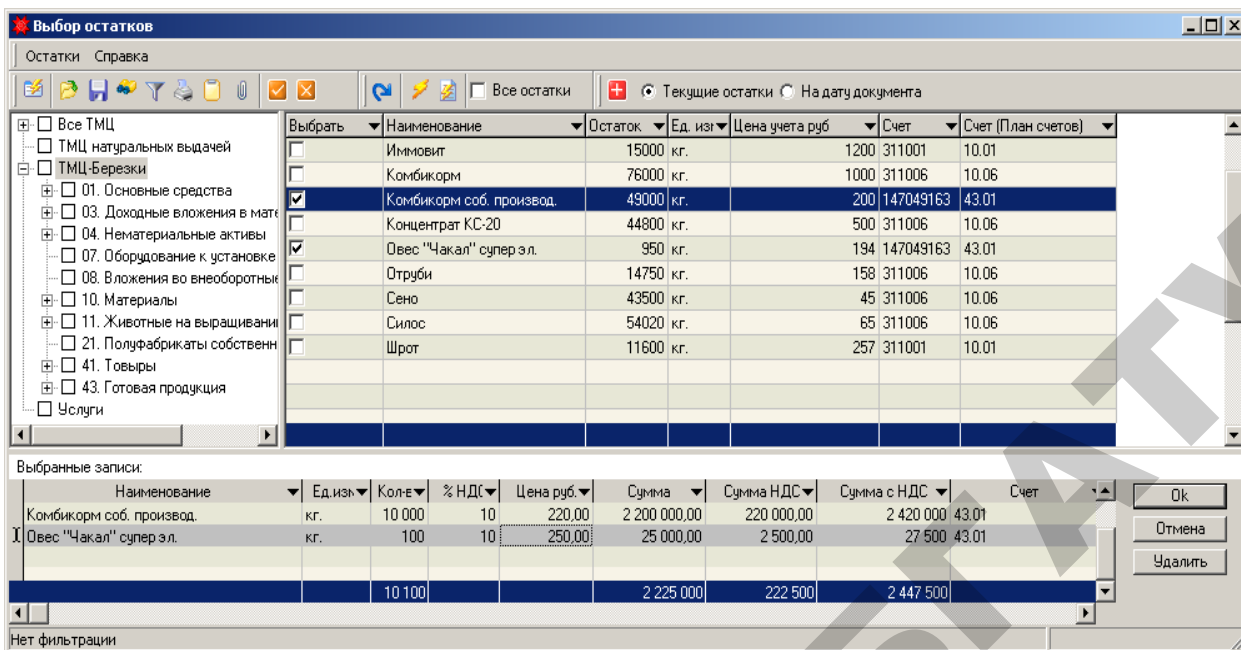 Выбор остатков
Остатки Справка
Все остатки Текущие остатки На дату документа
Все ТМЦ
ТМЦ натуральных выдачей
ТМЦ-Березки
01. Основные средства
03. Доходные вложения в мате
04. Нематериальные активы
07. Оборудование к установке
08. Вложения во внеоборотные
10. Материалы
11. Животные на выращивани
21. Полуфабрикаты собственн
41. Товыры
43. Готовая продукция
Услуги
Выбрать Наименование Остаток Ед. изм Цена учета руб Счет Счет (План счетов)
Иммовит 15000 кг. 1200 311001 10.01
Комбикорм 76000 кг. 1000 311006 10.06
Комбикорм соб. производ. 49000 кг. 200 147049163 43.01
Концентрат КС-20 44800 кг. 500 311006 10.06
Овес "Чакал" супер эл. 950 кг. 194 147049163 43.01
Отруби 14750 кг. 158 311006 10.06
Сено 43500 кг. 45 311006 10.06
Силос 54020 кг. 65 311006 10.06
Шрот 11600 кг. 257 311001 10.01
Выбранные записи:
Наименование Ед.изм Кол-в % НДС Цена руб. Сумма Сумма НДС Сумма с НДС Счет
Комбикорм соб. производ. кг. 10 000 10 220,00 2 200 000,00 220 000,00 2 420 000 43.01
Овес "Чакал" супер эл. кг. 100 10 250,00 25 000,00 2 500,00 27 500 43.01
10 100 2 225 000 222 500 2 447 500
Ok
Отмена
Удалить
Нет фильтрации
БГАТУ